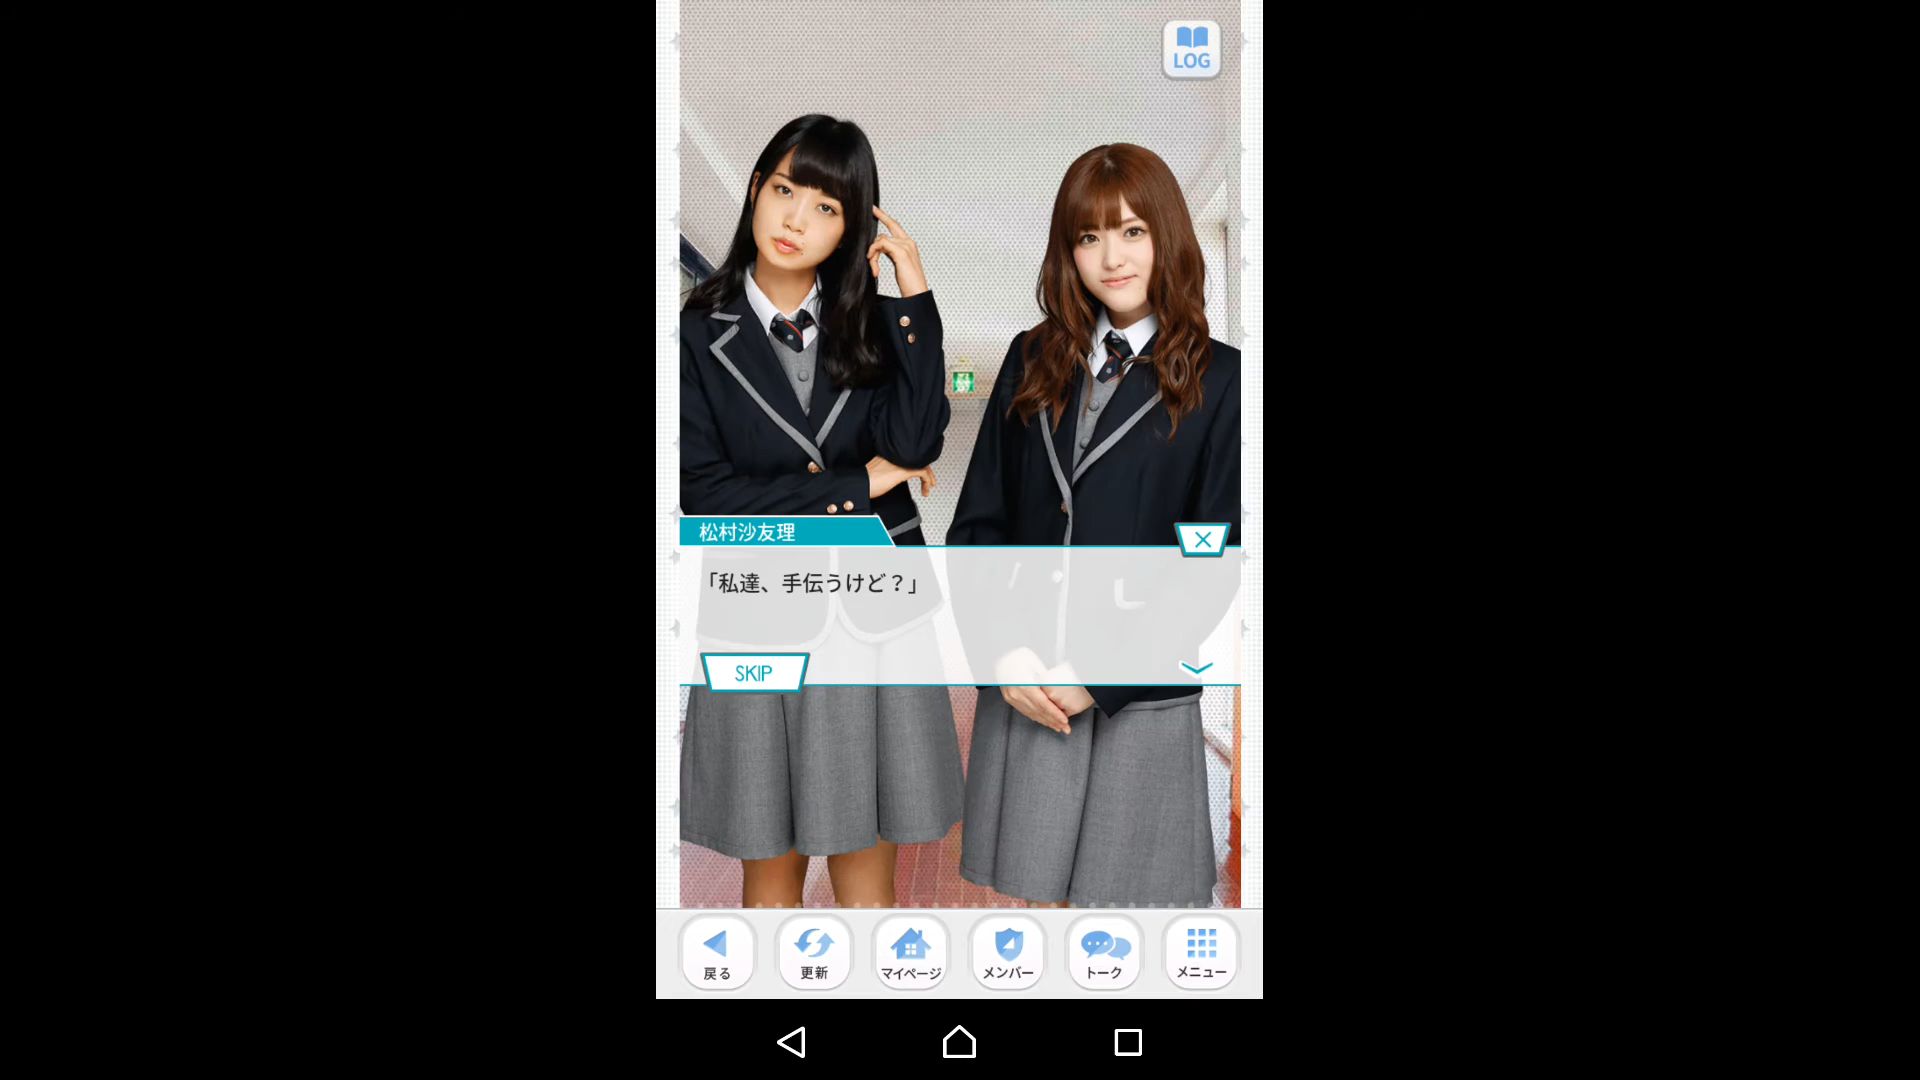 LOG
松村沙友理
「私達、手伝うけど？」
SKIP
戻る
更新
マイページ
メンバー
トーク
メニュー